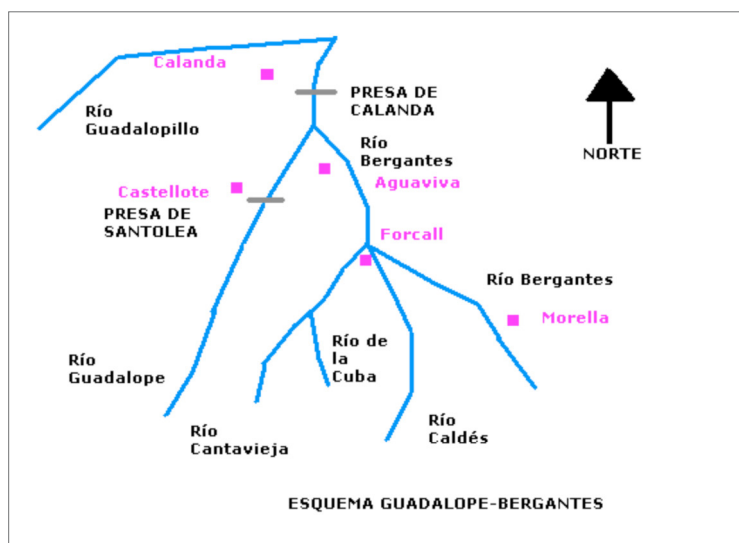 Calanda
Río
Guadalopillo
PRESA DE
CALANDA
NORTE
Río
Bergantes
Aguaviva
Castellote
PRESA DE
SANTOLEA
Forcall
Río Bergantes
Morella
Río
Guadalope
Río de
la
Cuba
Río
Cantavieja
Río
Caldés
ESQUEMA GUADALOPE-BERGANTES